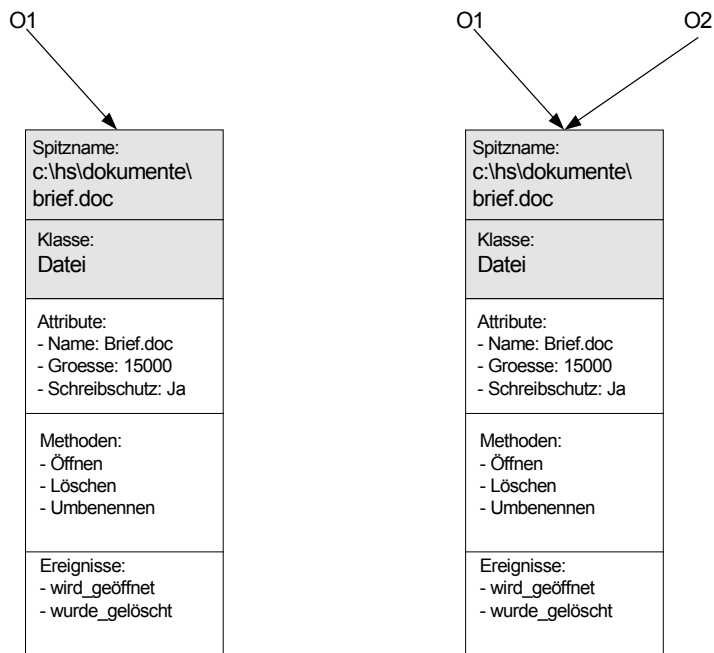 O1
Spitzname:
c:\hs\dokumente\
brief.doc
Klasse:
Datei
Attribute:
- Name: Brief.doc
- Groesse: 15000
- Schreibschutz: Ja
Methoden:
- Öffnen
- Löschen
- Umbenennen
Ereignisse:
- wird_geöffnet
- wurde_gelöscht
O1
O2
Spitzname:
c:\hs\dokumente\
brief.doc
Klasse:
Datei
Attribute:
- Name: Brief.doc
- Groesse: 15000
- Schreibschutz: Ja
Methoden:
- Öffnen
- Löschen
- Umbenennen
Ereignisse:
- wird_geöffnet
- wurde_gelöscht